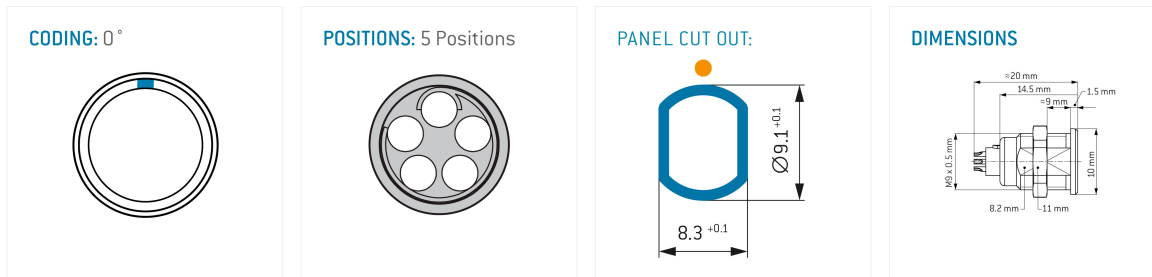 CODING: 0°
POSITIONS: 5 Positions
PANEL CUT OUT:
Ø9.1 +0.1
8.3 +0.1
DIMENSIONS
≈20 mm
14.5 mm
1.5 mm
≈9 mm
M9 x 0.5 mm
10 mm
8.2 mm
11 mm